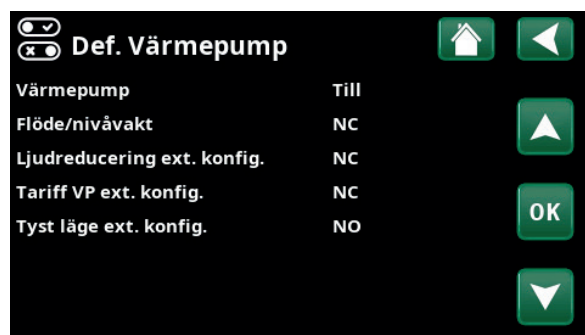 Def. Värmepump
Värmepump Till
Flöde/nivåvakt NC
Ljudreducering ext. konfig. NC
Tariff VP ext. konfig. NC
Tyst läge ext. konfig. NO
OK